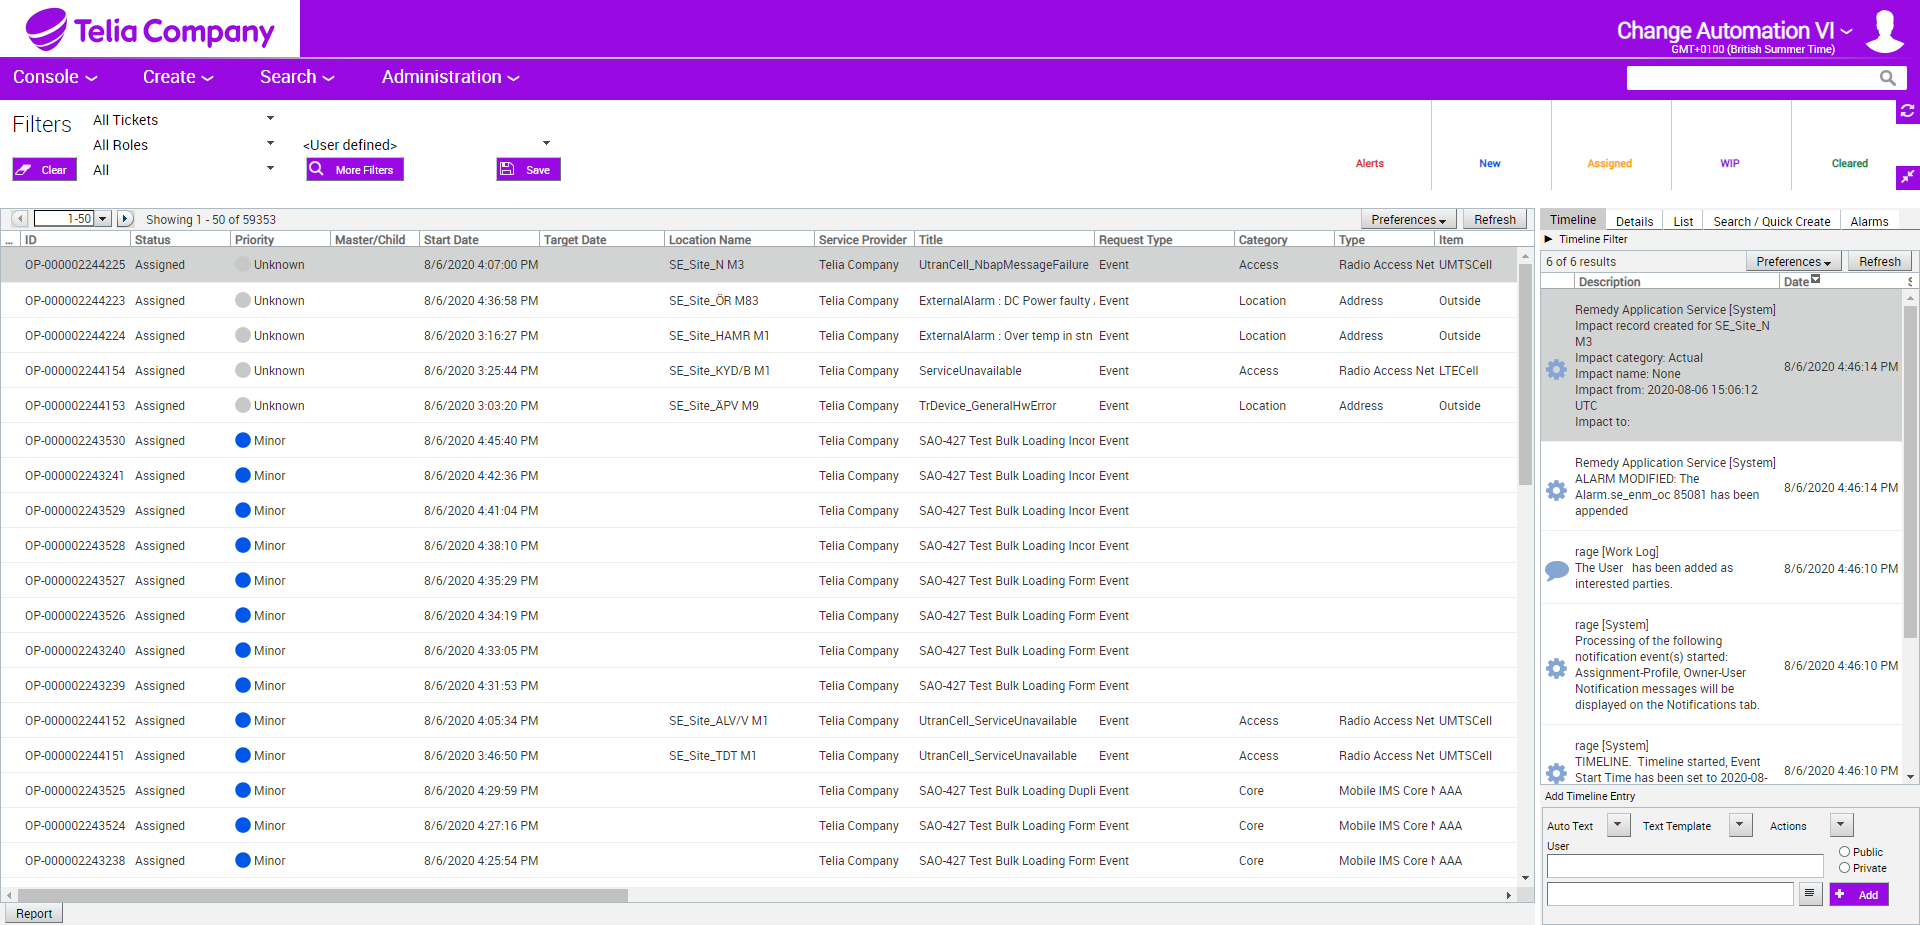 Telia Company
Change Automation VI
GMT+0100 (British Summer Time)
Console Create Search Administration
Filters
All Tickets
All Roles
<User defined>
Clear
All
More Filters
Save
Alerts New Assigned WIP Cleared
1-50 Showing 1 - 50 of 59353 Preferences Refresh
... ID Status Priority Master/Child Start Date Target Date Location Name Service Provider Title Request Type Category Type Item
OP-000002244225 Assigned Unknown 8/6/2020 4:07:00 PM SE_Site_N M3 Telia Company UtranCell_NbapMessageFailure Event Access Radio Access Net UMTSCell
OP-000002244223 Assigned Unknown 8/6/2020 4:36:58 PM SE_Site_ÖR M83 Telia Company ExternalAlarm : DC Power faulty Event Location Address Outside
OP-000002244224 Assigned Unknown 8/6/2020 3:16:27 PM SE_Site_HAMR M1 Telia Company ExternalAlarm : Over temp in stn Event Location Address Outside
OP-000002244154 Assigned Unknown 8/6/2020 3:25:44 PM SE_Site_KYD/B M1 Telia Company ServiceUnavailable Event Access Radio Access Net LTECell
OP-000002244153 Assigned Unknown 8/6/2020 3:03:20 PM SE_Site_ÄPV M9 Telia Company TrDevice_GeneralHwError Event Location Address Outside
OP-000002243530 Assigned Minor 8/6/2020 4:45:40 PM Telia Company SAO-427 Test Bulk Loading Incor Event
OP-000002243241 Assigned Minor 8/6/2020 4:42:36 PM Telia Company SAO-427 Test Bulk Loading Incor Event
OP-000002243529 Assigned Minor 8/6/2020 4:41:04 PM Telia Company SAO-427 Test Bulk Loading Incor Event
OP-000002243528 Assigned Minor 8/6/2020 4:38:10 PM Telia Company SAO-427 Test Bulk Loading Incor Event
OP-000002243527 Assigned Minor 8/6/2020 4:35:29 PM Telia Company SAO-427 Test Bulk Loading Form Event
OP-000002243526 Assigned Minor 8/6/2020 4:34:19 PM Telia Company SAO-427 Test Bulk Loading Form Event
OP-000002243240 Assigned Minor 8/6/2020 4:33:05 PM Telia Company SAO-427 Test Bulk Loading Form Event
OP-000002243239 Assigned Minor 8/6/2020 4:31:53 PM Telia Company SAO-427 Test Bulk Loading Form Event
OP-000002244152 Assigned Minor 8/6/2020 4:05:34 PM SE_Site_ALV/V M1 Telia Company UtranCell_ServiceUnavailable Event Access Radio Access Net UMTSCell
OP-000002244151 Assigned Minor 8/6/2020 3:46:50 PM SE_Site_TDT M1 Telia Company UtranCell_ServiceUnavailable Event Access Radio Access Net UMTSCell
OP-000002243525 Assigned Minor 8/6/2020 4:29:59 PM Telia Company SAO-427 Test Bulk Loading Dupli Event Core Mobile IMS Core AAA
OP-000002243524 Assigned Minor 8/6/2020 4:27:16 PM Telia Company SAO-427 Test Bulk Loading Form Event Core Mobile IMS Core AAA
OP-000002243238 Assigned Minor 8/6/2020 4:25:54 PM Telia Company SAO-427 Test Bulk Loading Form Event Core Mobile IMS Core AAA
Report
Timeline Details List Search / Quick Create Alarms
Timeline Filter
6 of 6 results Preferences Refresh
Description Date
Remedy Application Service [System]
Impact record created for SE_Site_N
M3
Impact category: Actual
Impact name: None 8/6/2020 4:46:14 PM
Impact from: 2020-08-06 15:06:12
UTC
Impact to:
Remedy Application Service [System]
ALARM MODIFIED: The
Alarm.se_enm_oc 85081 has been 8/6/2020 4:46:14 PM
appended
rage [Work Log]
The User has been added as 8/6/2020 4:46:10 PM
interested parties.
rage [System]
Processing of the following
notification event(s) started:
Assignment-Profile, Owner-User 8/6/2020 4:46:10 PM
Notification messages will be
displayed on the Notifications tab.
rage [System]
TIMELINE. Timeline started, Event 8/6/2020 4:46:10 PM
Start Time has been set to 2020-08-
Add Timeline Entry
Auto Text Text Template Actions
User
Public
Private
Add